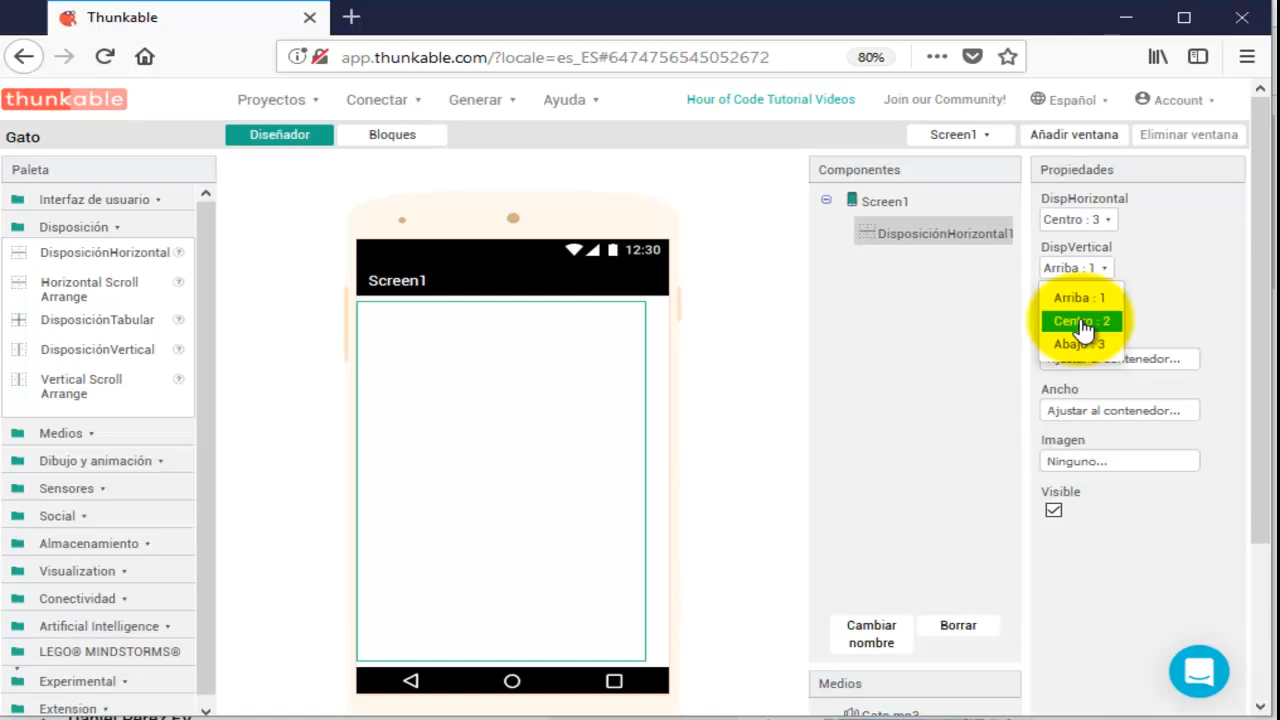 Thunkable
app.thunkable.com/?locale=es_ES#6474756545052672
80%
thunkable
Proyectos
Conectar
Generar
Ayuda
Hour of Code Tutorial Videos
Join our Community!
Español
Account
Gato
Diseñador
Bloques
Screen1
Añadir ventana
Eliminar ventana
Paleta
Interfaz de usuario
Disposición
DisposiciónHorizontal
Horizontal Scroll
Arrange
DisposiciónTabular
DisposiciónVertical
Vertical Scroll
Arrange
Medios
Dibujo y animación
Sensores
Social
Almacenamiento
Visualization
Conectividad
Artificial Intelligence
LEGO® MINDSTORMS®
Experimental
Extension
12:30
Screen1
Componentes
Screen1
DisposiciónHorizontal1
Cambiar
nombre
Borrar
Medios
Gato.mp3
Propiedades
DispHorizontal
Centro : 3
DispVertical
Arriba : 1
Arriba : 1
Centro : 2
Abajo : 3
Ajustar al contenedor...
Ancho
Ajustar al contenedor...
Imagen
Ninguno...
Visible